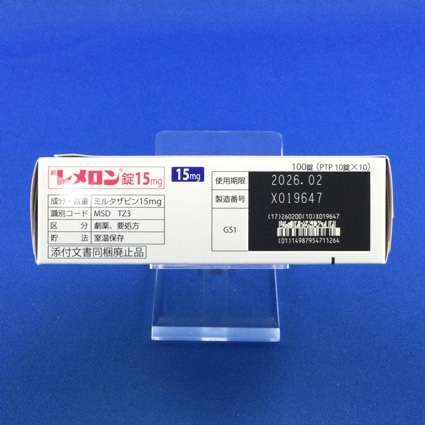 劇 レメロン錠15mg
15mg
成分・含量 ミルタザピン15mg
識別コード MSD TZ3
区分 劇薬、要処方
貯法 室温保存
添付文書同梱廃止品
100錠 (PTP 10錠×10)
使用期限 2026.02
製造番号 X019647
GS1
(17)260200(10)X019647
(01)14987954711264